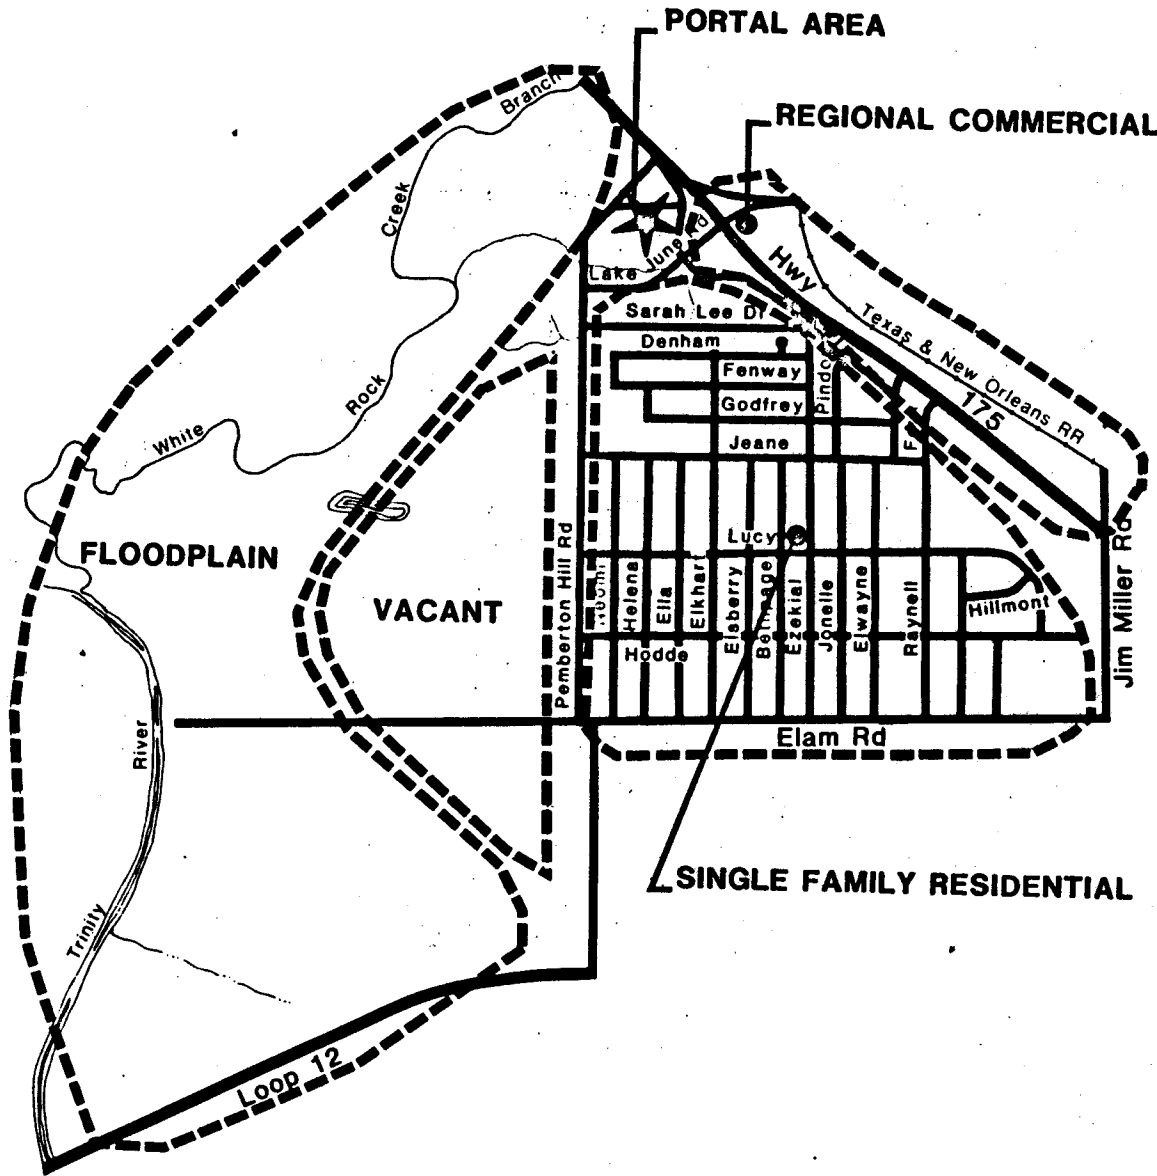 PORTAL AREA
REGIONAL COMMERCIAL
Branch
Creek
Rock
White
Lake June Rd
Hwy 175
Texas & New Orleans RR
Sarah Lee Dr
Denham
Fenway
Godfrey
Jeane
Lucy
FLOODPLAIN
VACANT
Pemberton Hill Rd
Helena
Ella
Elkhart
Elsberry
Bethpage
Ezekial
Jonelle
Elwayne
Raynell
Hillmont
Jim Miller Rd
Hodde
Elam Rd
River
Trinity
SINGLE FAMILY RESIDENTIAL
Loop 12